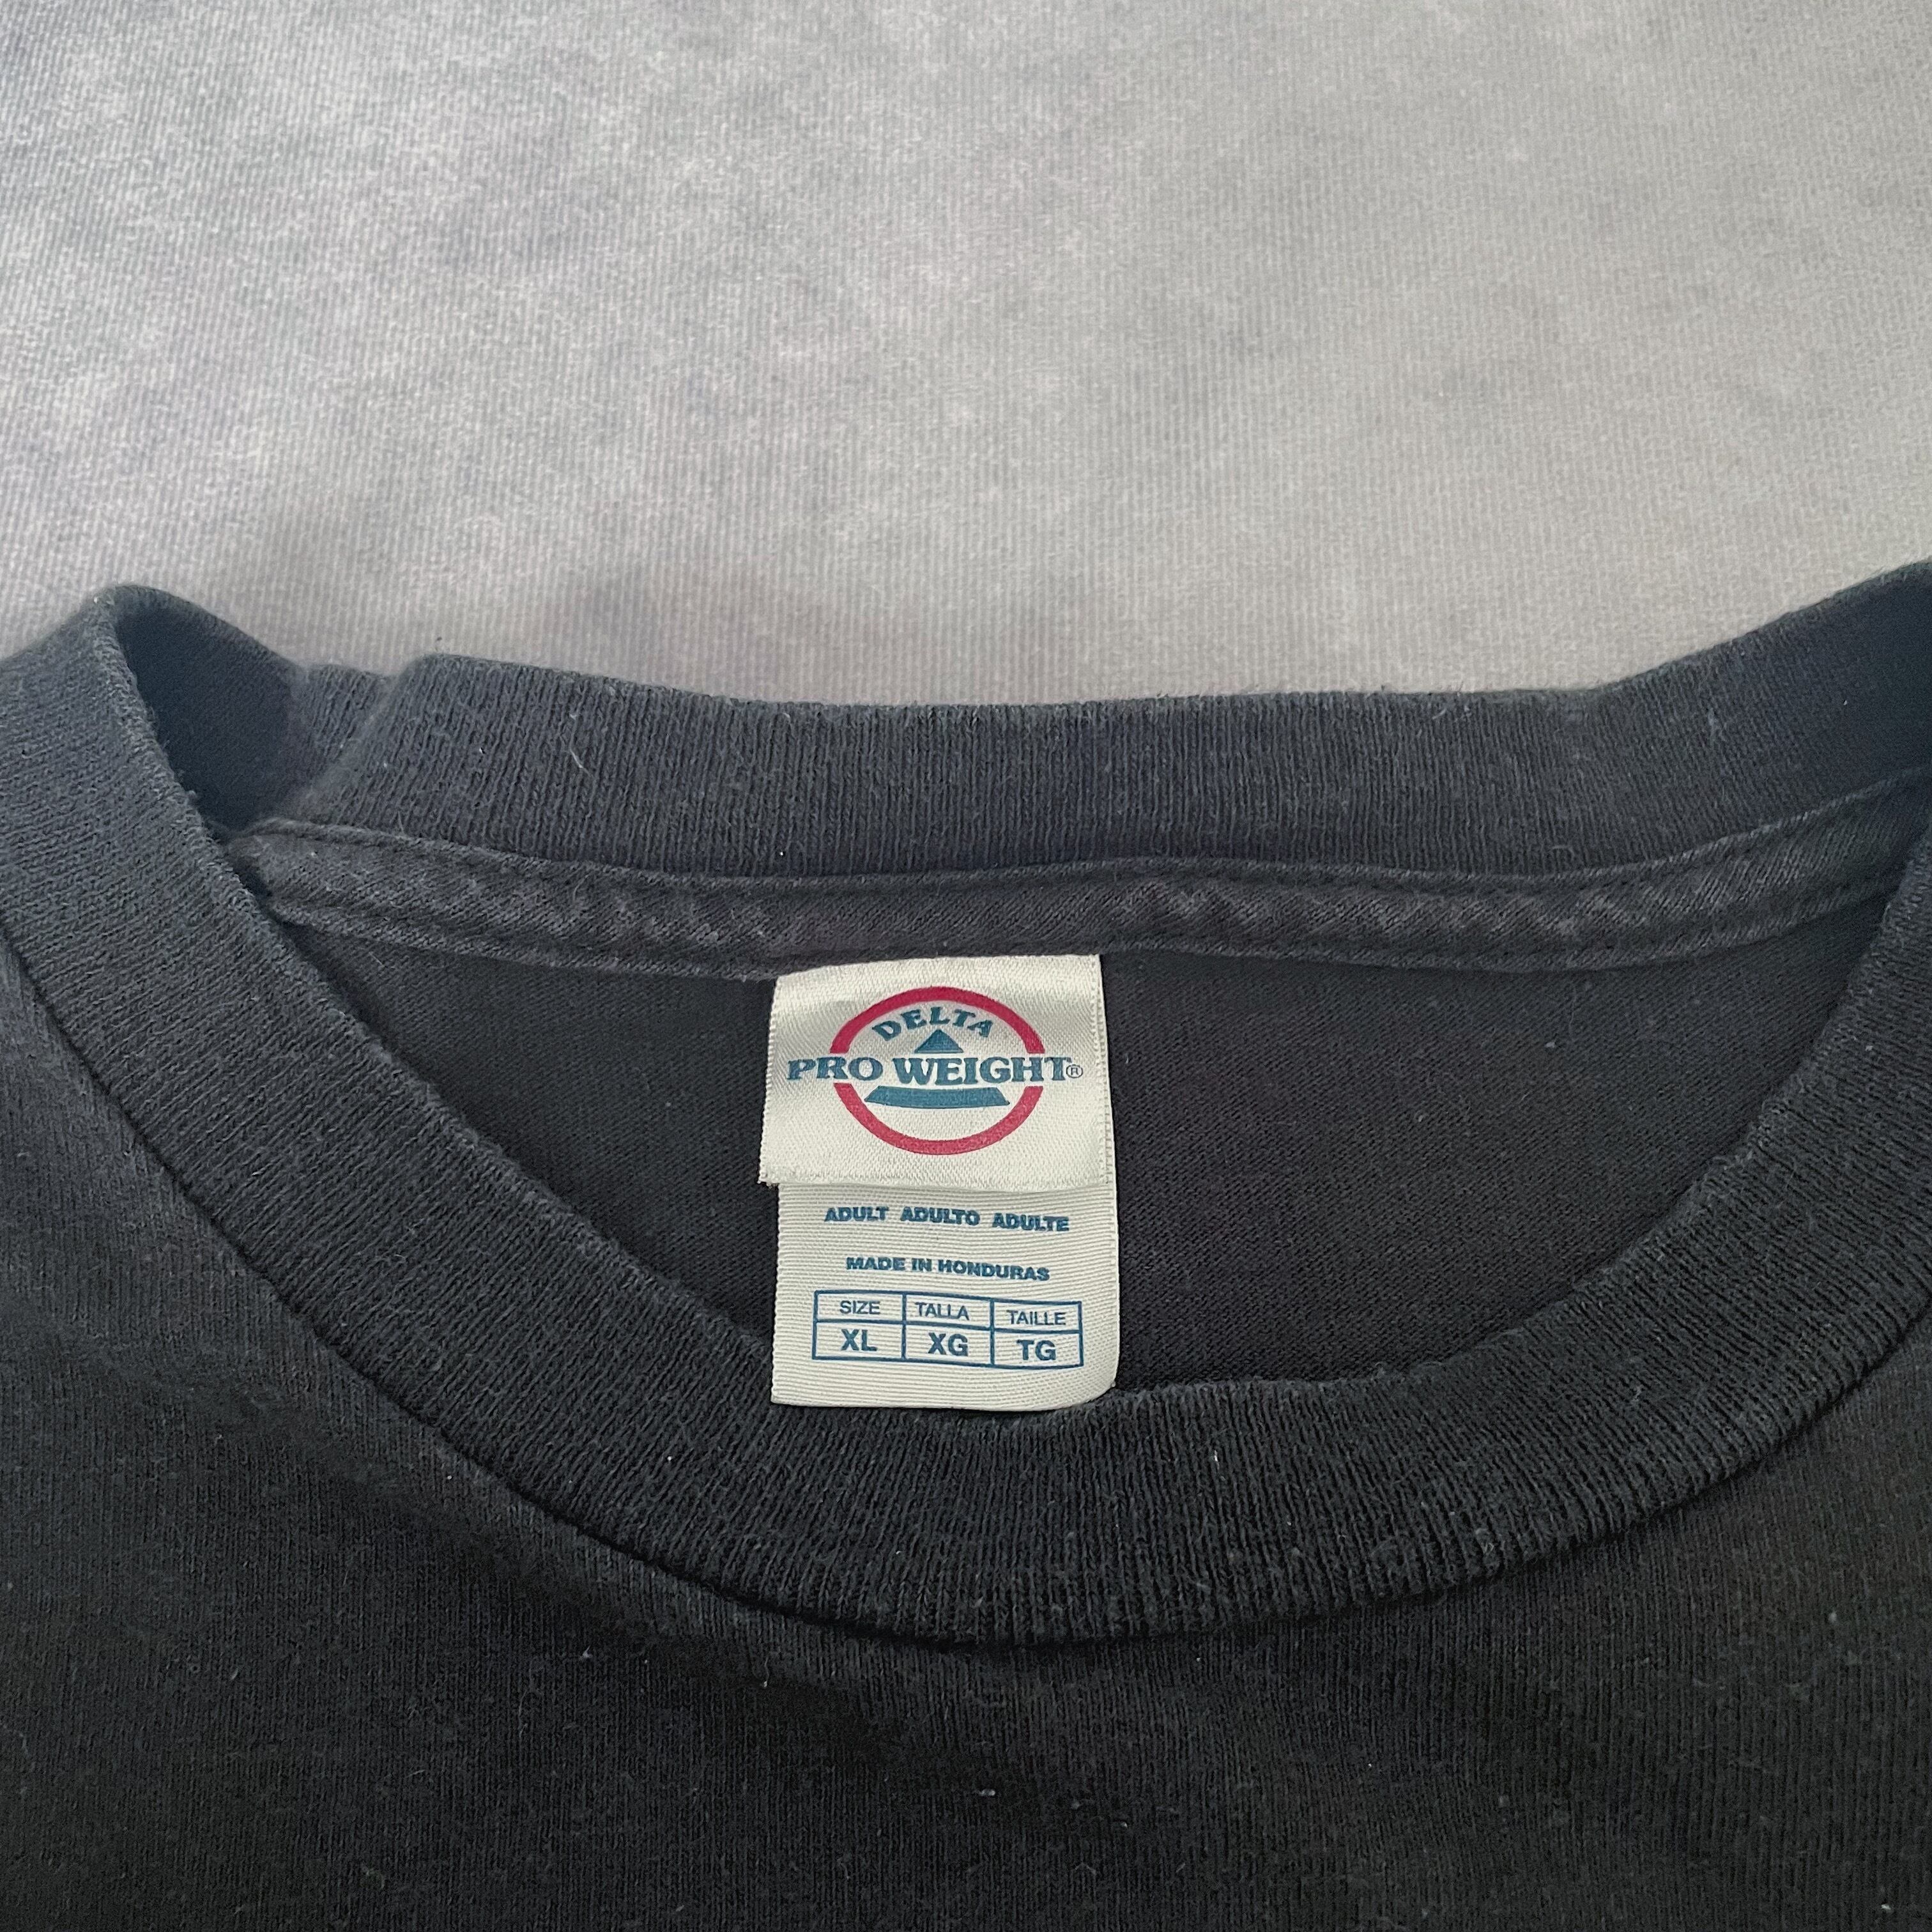 DELTA
PRO WEIGHT®
ADULT ADULTO ADULTE
MADE IN HONDURAS
SIZE TALLA TAILLE
XL XG TG